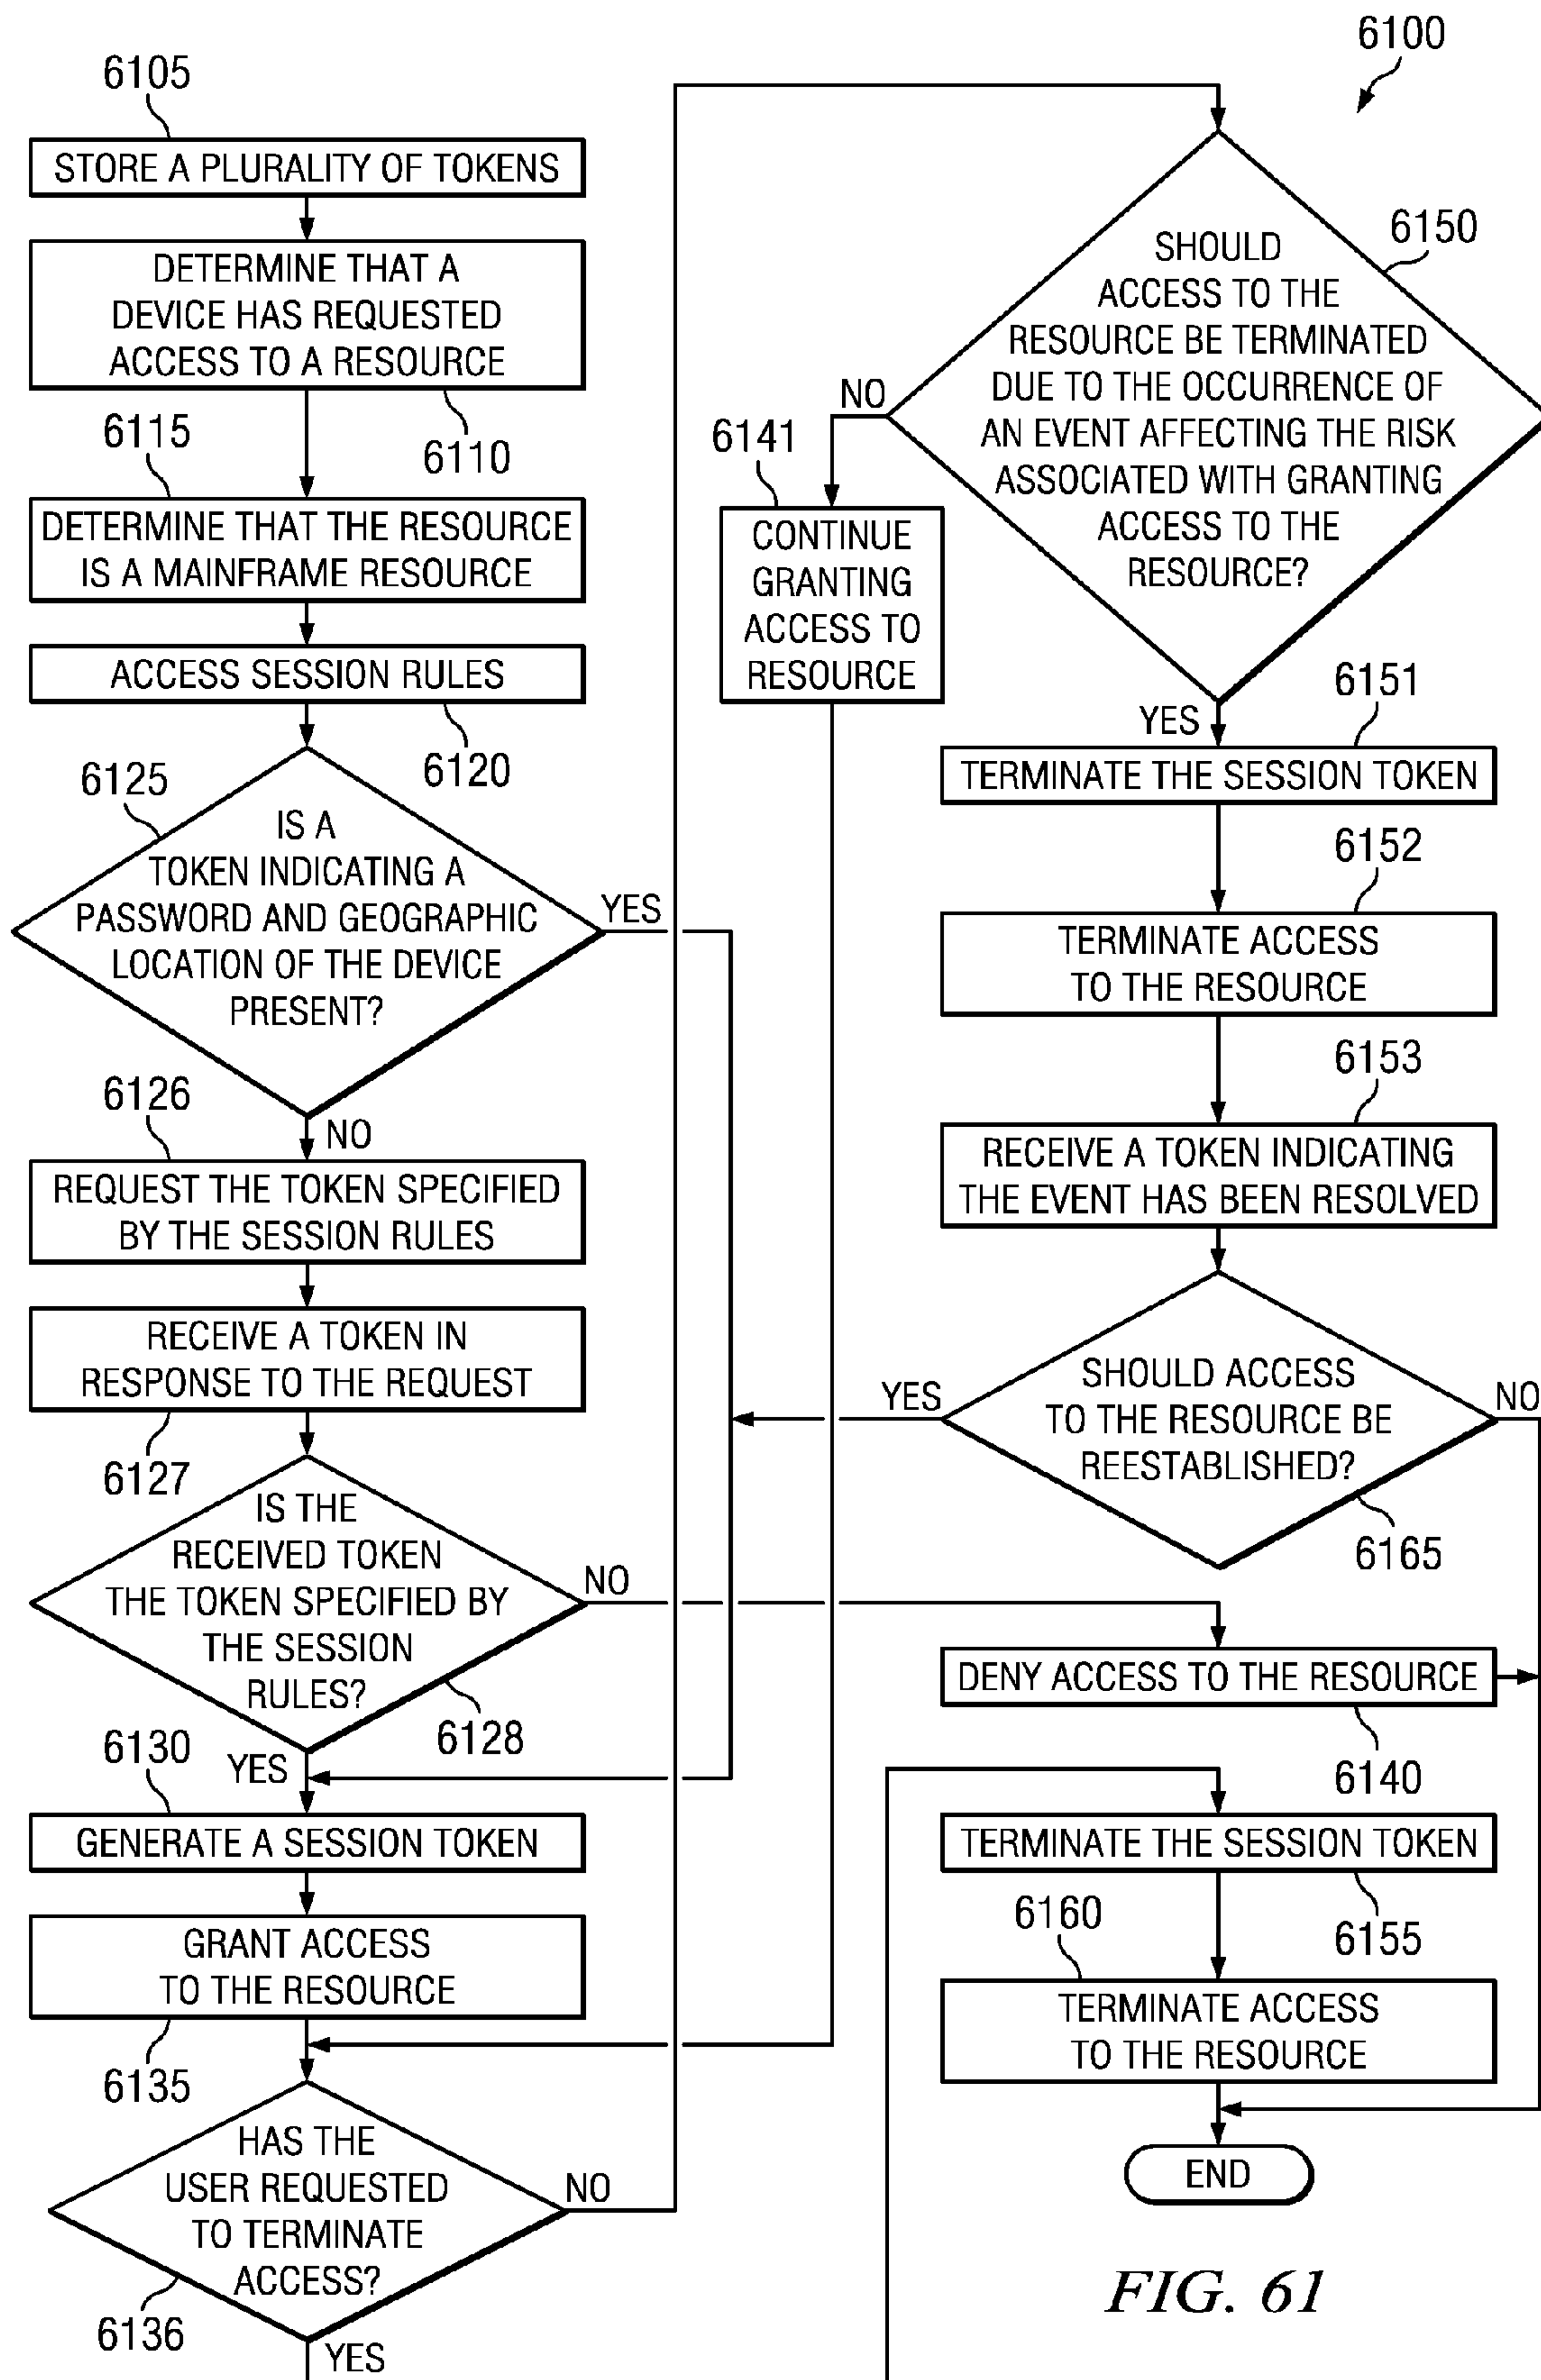 6100
6105
STORE A PLURALITY OF TOKENS
DETERMINE THAT A
DEVICE HAS REQUESTED
ACCESS TO A RESOURCE
6110
6115
DETERMINE THAT THE RESOURCE
IS A MAINFRAME RESOURCE
ACCESS SESSION RULES
6120
6125
IS A
TOKEN INDICATING A
PASSWORD AND GEOGRAPHIC
LOCATION OF THE DEVICE
PRESENT?
YES
NO
6126
REQUEST THE TOKEN SPECIFIED
BY THE SESSION RULES
RECEIVE A TOKEN IN
RESPONSE TO THE REQUEST
6127
IS THE
RECEIVED TOKEN
THE TOKEN SPECIFIED BY
THE SESSION
RULES?
NO
6128
YES
6130
GENERATE A SESSION TOKEN
GRANT ACCESS
TO THE RESOURCE
6135
HAS THE
USER REQUESTED
TO TERMINATE
ACCESS?
NO
6136
YES
6150
SHOULD
ACCESS TO THE
RESOURCE BE TERMINATED
DUE TO THE OCCURRENCE OF
AN EVENT AFFECTING THE RISK
ASSOCIATED WITH GRANTING
ACCESS TO THE
RESOURCE?
NO
6141
CONTINUE
GRANTING
ACCESS TO
RESOURCE
YES
6151
TERMINATE THE SESSION TOKEN
6152
TERMINATE ACCESS
TO THE RESOURCE
6153
RECEIVE A TOKEN INDICATING
THE EVENT HAS BEEN RESOLVED
SHOULD ACCESS
TO THE RESOURCE BE
REESTABLISHED?
YES
NO
6165
DENY ACCESS TO THE RESOURCE
6140
TERMINATE THE SESSION TOKEN
6155
6160
TERMINATE ACCESS
TO THE RESOURCE
END
FIG. 61